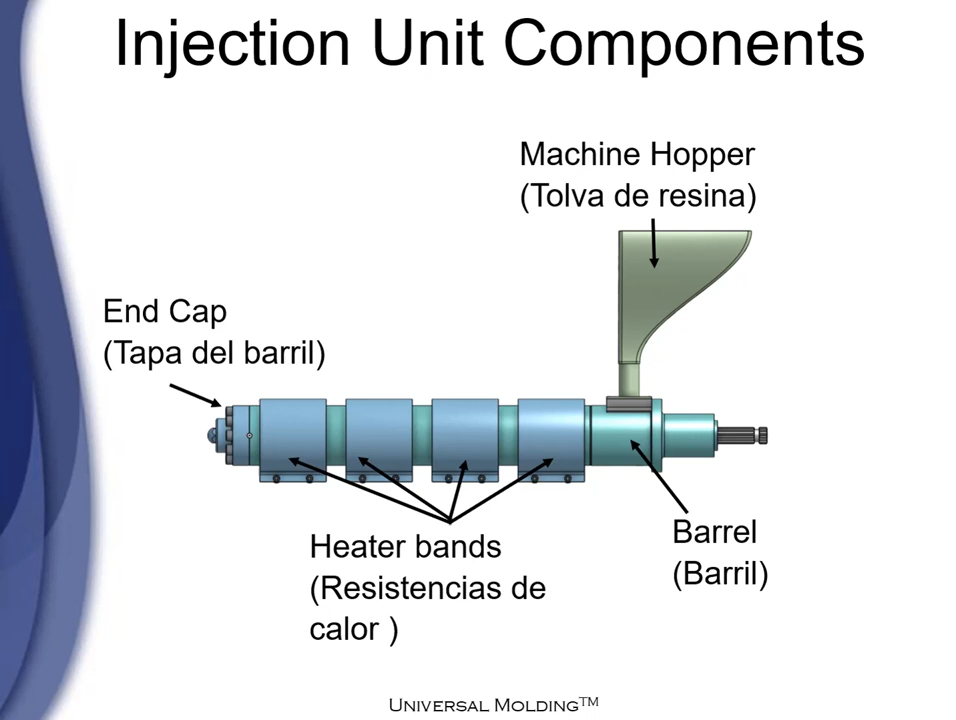 Injection Unit Components
Machine Hopper
(Tolva de resina)
End Cap
(Tapa del barril)
Heater bands
(Resistencias de
calor )
Barrel
(Barril)
Universal Molding™